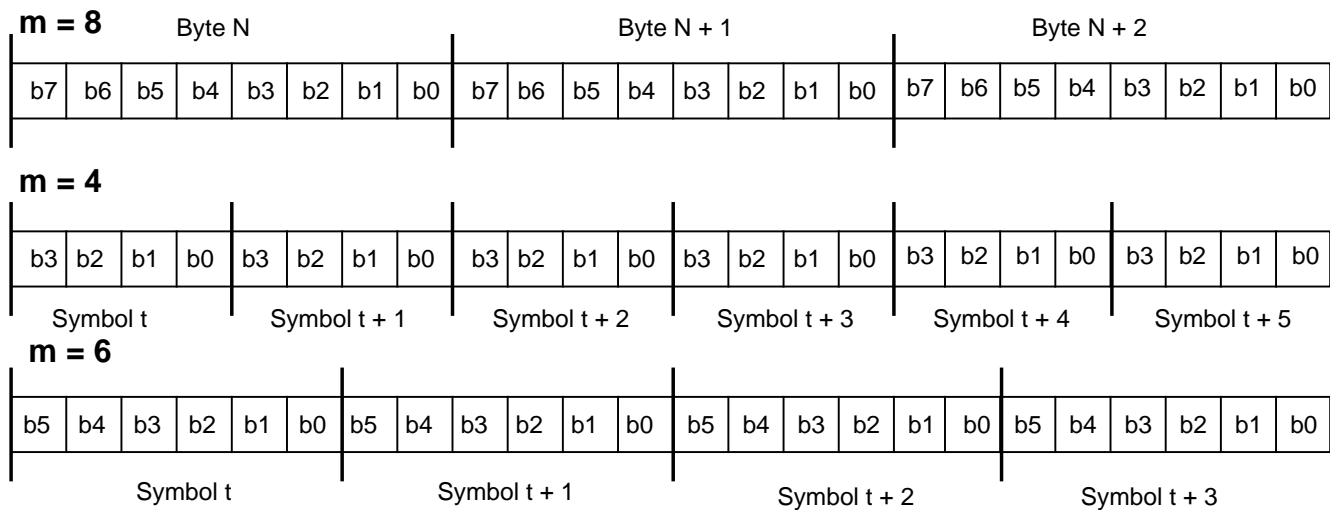 m = 8 Byte N Byte N + 1 Byte N + 2
b7 b6 b5 b4 b3 b2 b1 b0 b7 b6 b5 b4 b3 b2 b1 b0 b7 b6 b5 b4 b3 b2 b1 b0
m = 4
b3 b2 b1 b0 b3 b2 b1 b0 b3 b2 b1 b0 b3 b2 b1 b0 b3 b2 b1 b0 b3 b2 b1 b0
Symbol t Symbol t + 1 Symbol t + 2 Symbol t + 3 Symbol t + 4 Symbol t + 5
m = 6
b5 b4 b3 b2 b1 b0 b5 b4 b3 b2 b1 b0 b5 b4 b3 b2 b1 b0 b5 b4 b3 b2 b1 b0
Symbol t Symbol t + 1 Symbol t + 2 Symbol t + 3